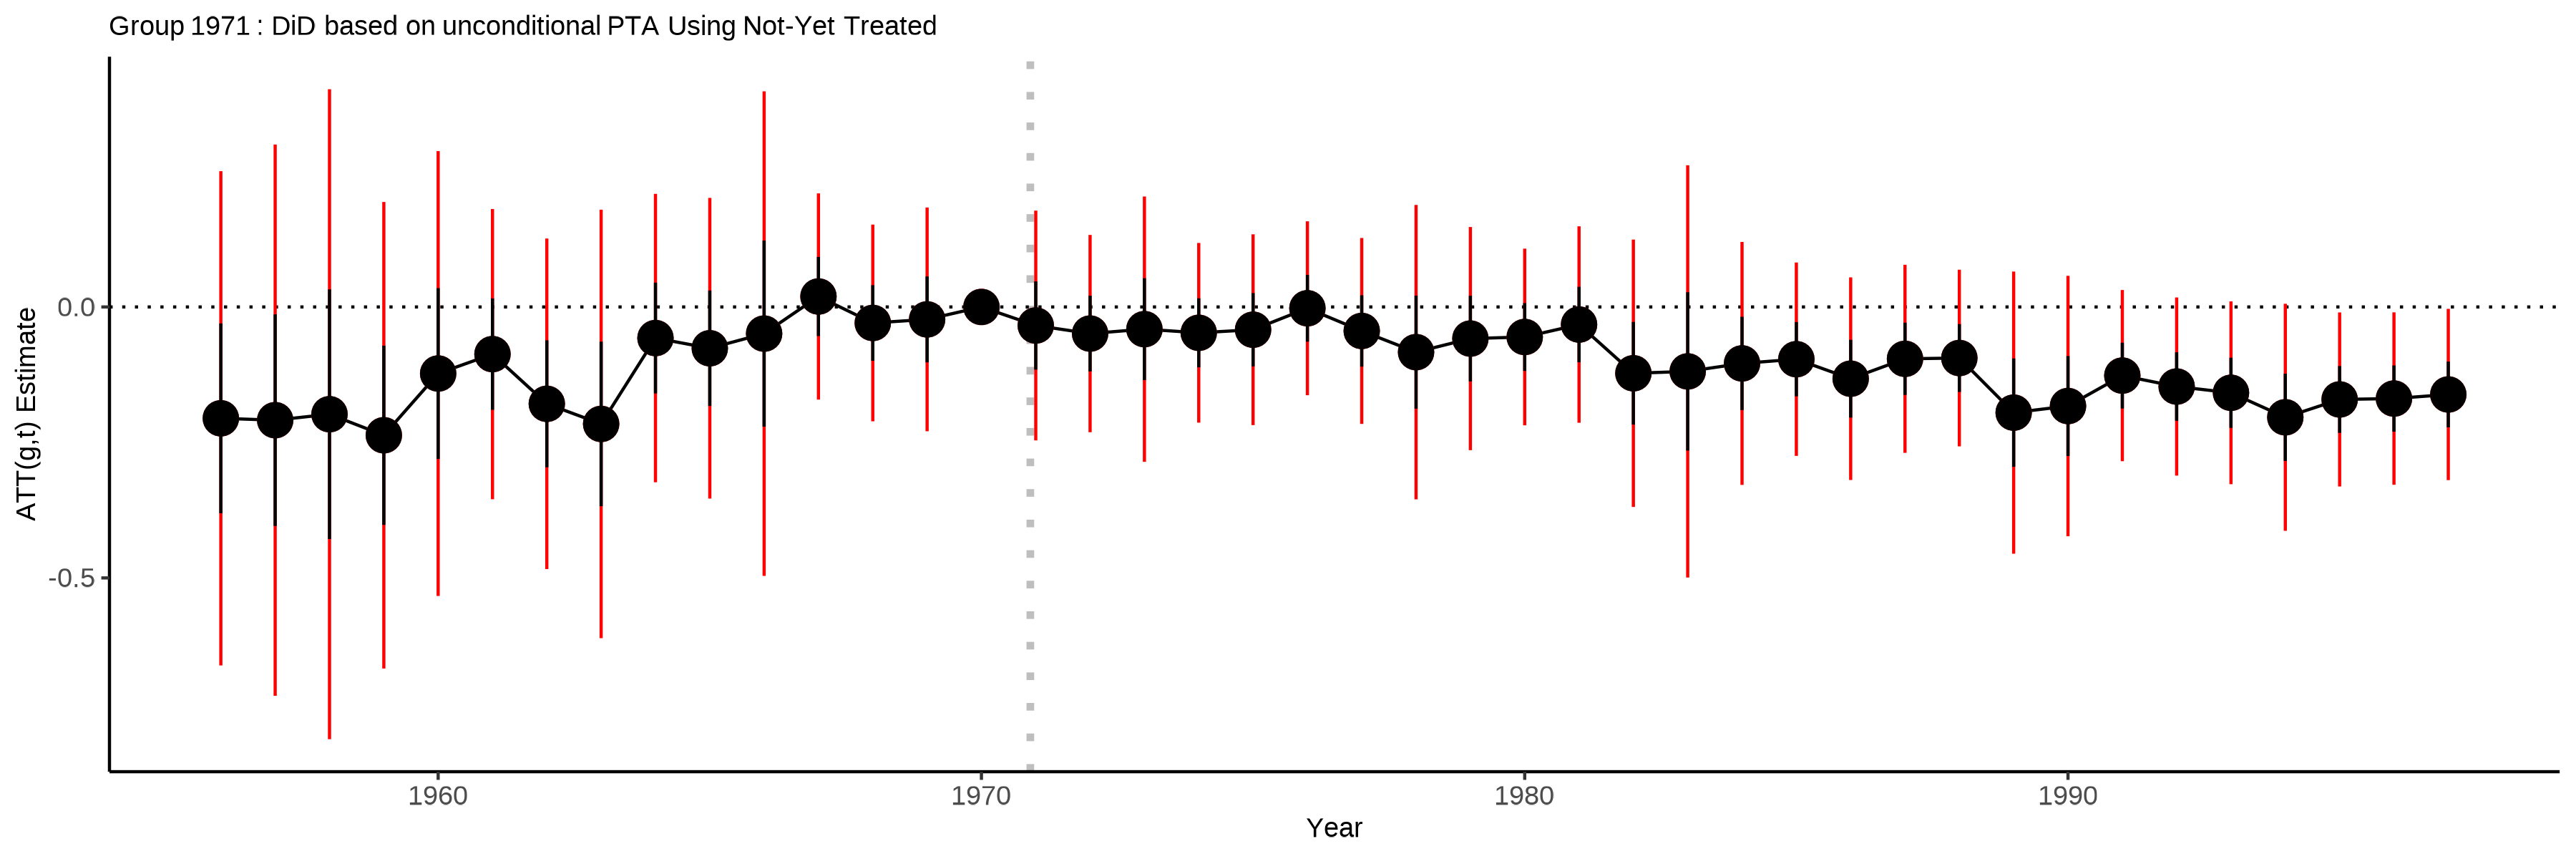 Group 1971 : DiD based on unconditional PTA Using Not-Yet Treated
ATT(g,t) Estimate
0.0
-0.5
1960
1970
1980
1990
Year